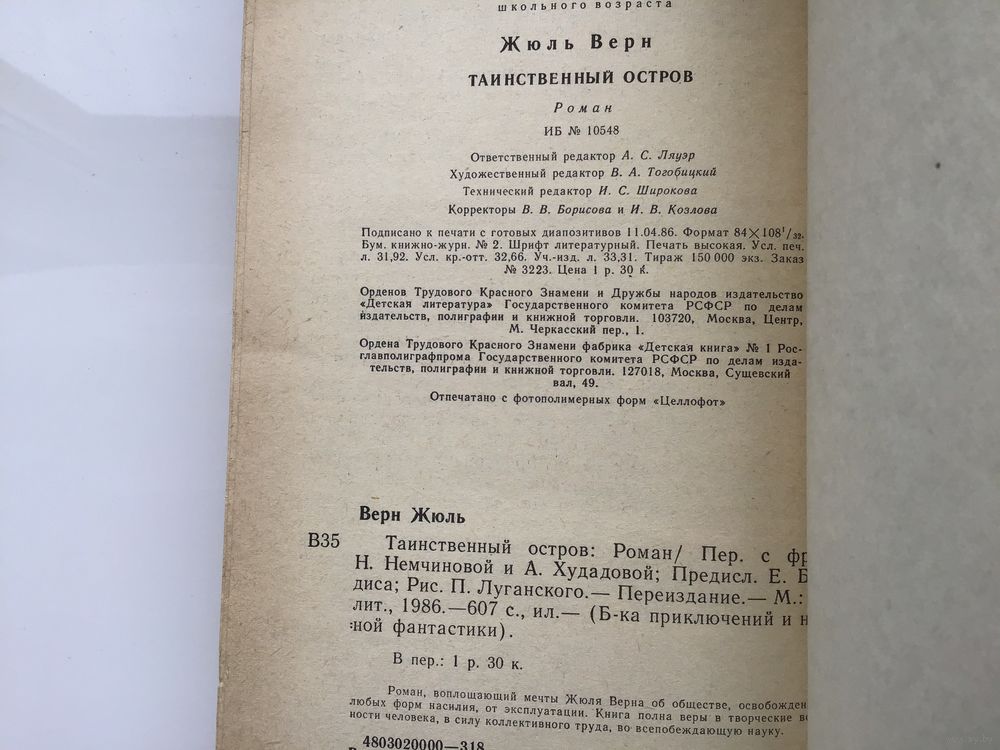 школьного возраста
Жюль Верн
ТАИНСТВЕННЫЙ ОСТРОВ
Роман
ИБ № 10548
Ответственный редактор А. С. Ляуэр
Художественный редактор В. А. Тогобицкий
Технический редактор И. С. Широкова
Корректоры В. В. Борисова и И. В. Козлова
Подписано к печати с готовых диапозитивов 11.04.86. Формат 84×108¹/₃₂.
Бум. книжно-журн. № 2. Шрифт литературный. Печать высокая. Усл. печ.
л. 31,92. Усл. кр.-отт. 32,66. Уч.-изд. л. 33,31. Тираж 150 000 экз. Заказ
№ 3223. Цена 1 р. 30 к.
Орденов Трудового Красного Знамени и Дружбы народов издательство
«Детская литература» Государственного комитета РСФСР по делам
издательств, полиграфии и книжной торговли. 103720, Москва, Центр,
М. Черкасский пер., 1.
Ордена Трудового Красного Знамени фабрика «Детская книга» № 1 Рос-
главполиграфпрома Государственного комитета РСФСР по делам изда-
тельств, полиграфии и книжной торговли. 127018, Москва, Сущевский
вал, 49.
Отпечатано с фотополимерных форм «Целлофот»
Верн Жюль
В35 Таинственный остров: Роман/ Пер. с фр
Н. Немчиновой и А. Худадовой; Предисл. Е. Б
диса; Рис. П. Луганского.— Переиздание.— М.:
лит., 1986.—607 с., ил.— (Б-ка приключений и н
ной фантастики).
В пер.: 1 р. 30 к.
Роман, воплощающий мечты Жюля Верна об обществе, освобожден
любых форм насилия, от эксплуатации. Книга полна веры в творческие во
ности человека, в силу коллективного труда, во всепобеждающую науку.
4803020000—318